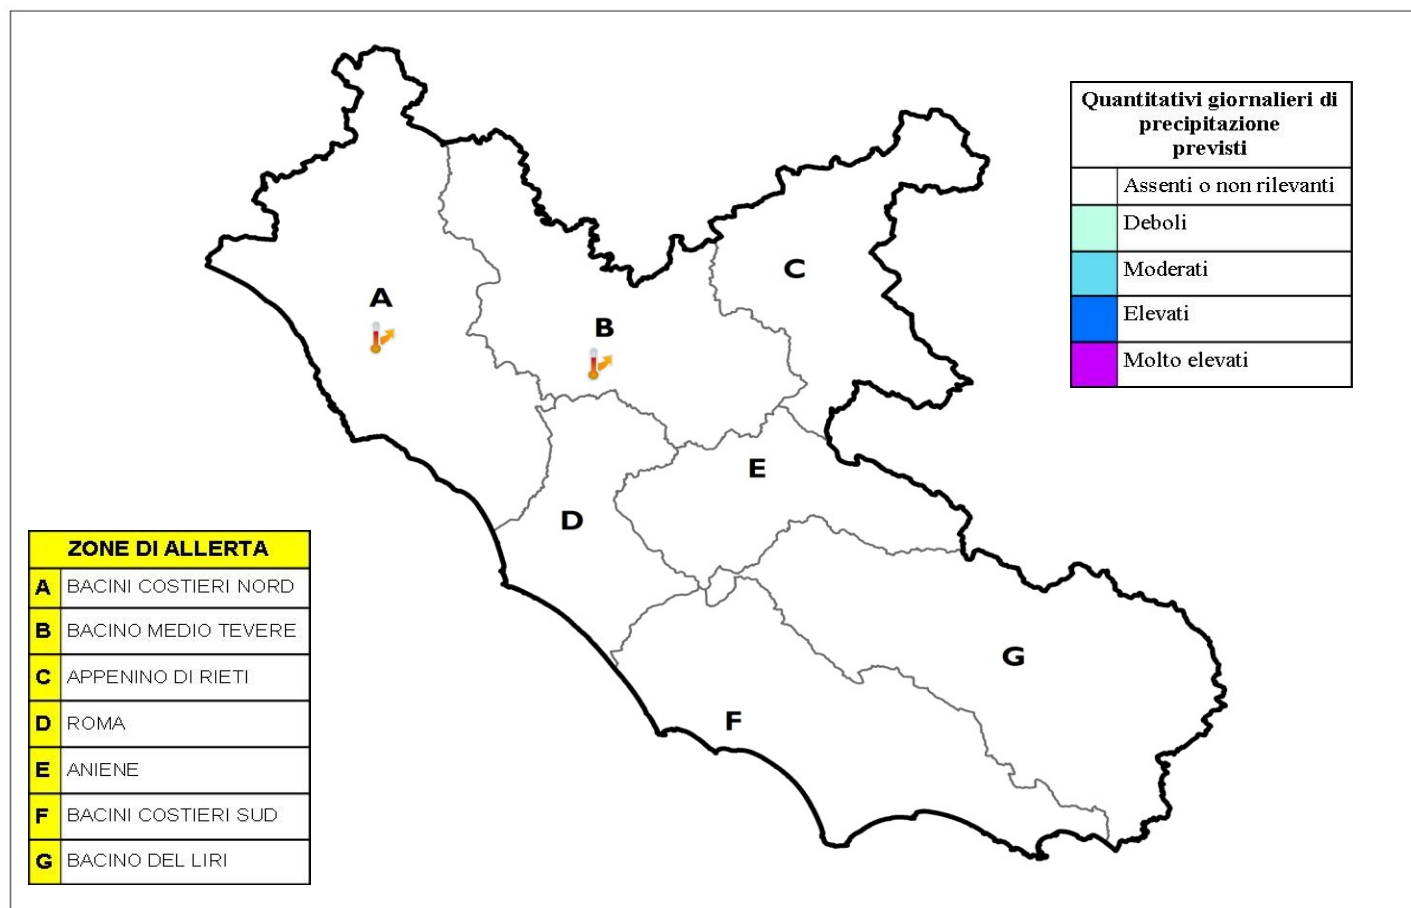 Quantitativi giornalieri di
precipitazione
previsti
Assenti o non rilevanti
Deboli
Moderati
Elevati
Molto elevati
A
B
C
D
E
F
G
ZONE DI ALLERTA
A BACINI COSTIERI NORD
B BACINO MEDIO TEVERE
C APPENINO DI RIETI
D ROMA
E ANIENE
F BACINI COSTIERI SUD
G BACINO DEL LIRI